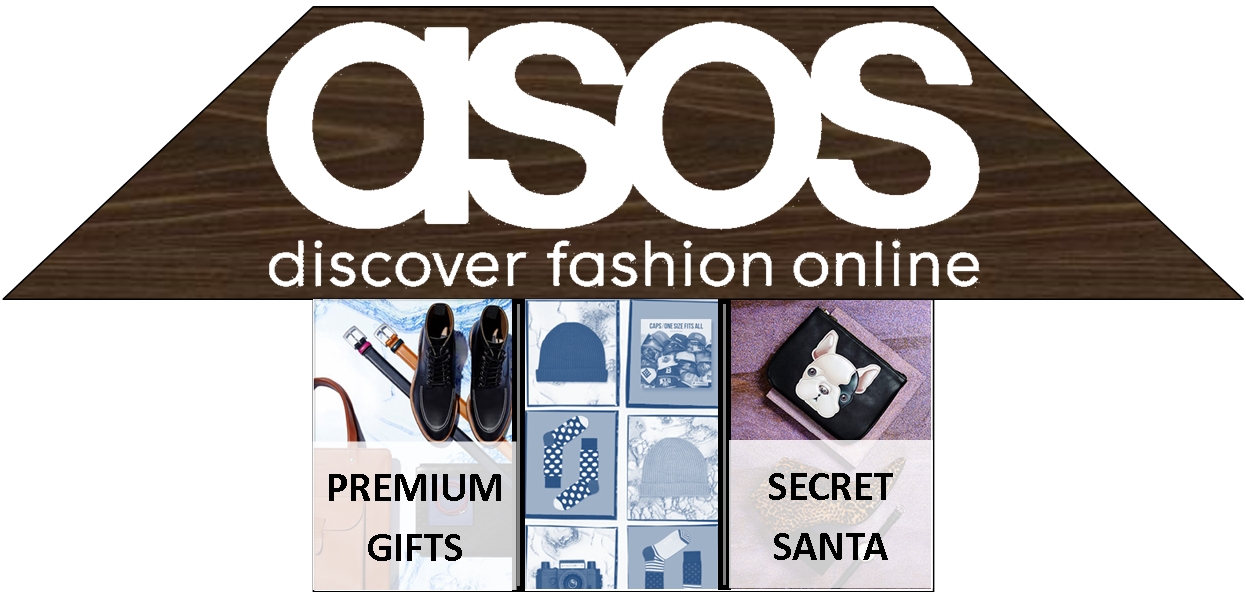 asos
discover fashion online
CAPS / ONE SIZE FITS ALL
PREMIUM
GIFTS
SECRET
SANTA